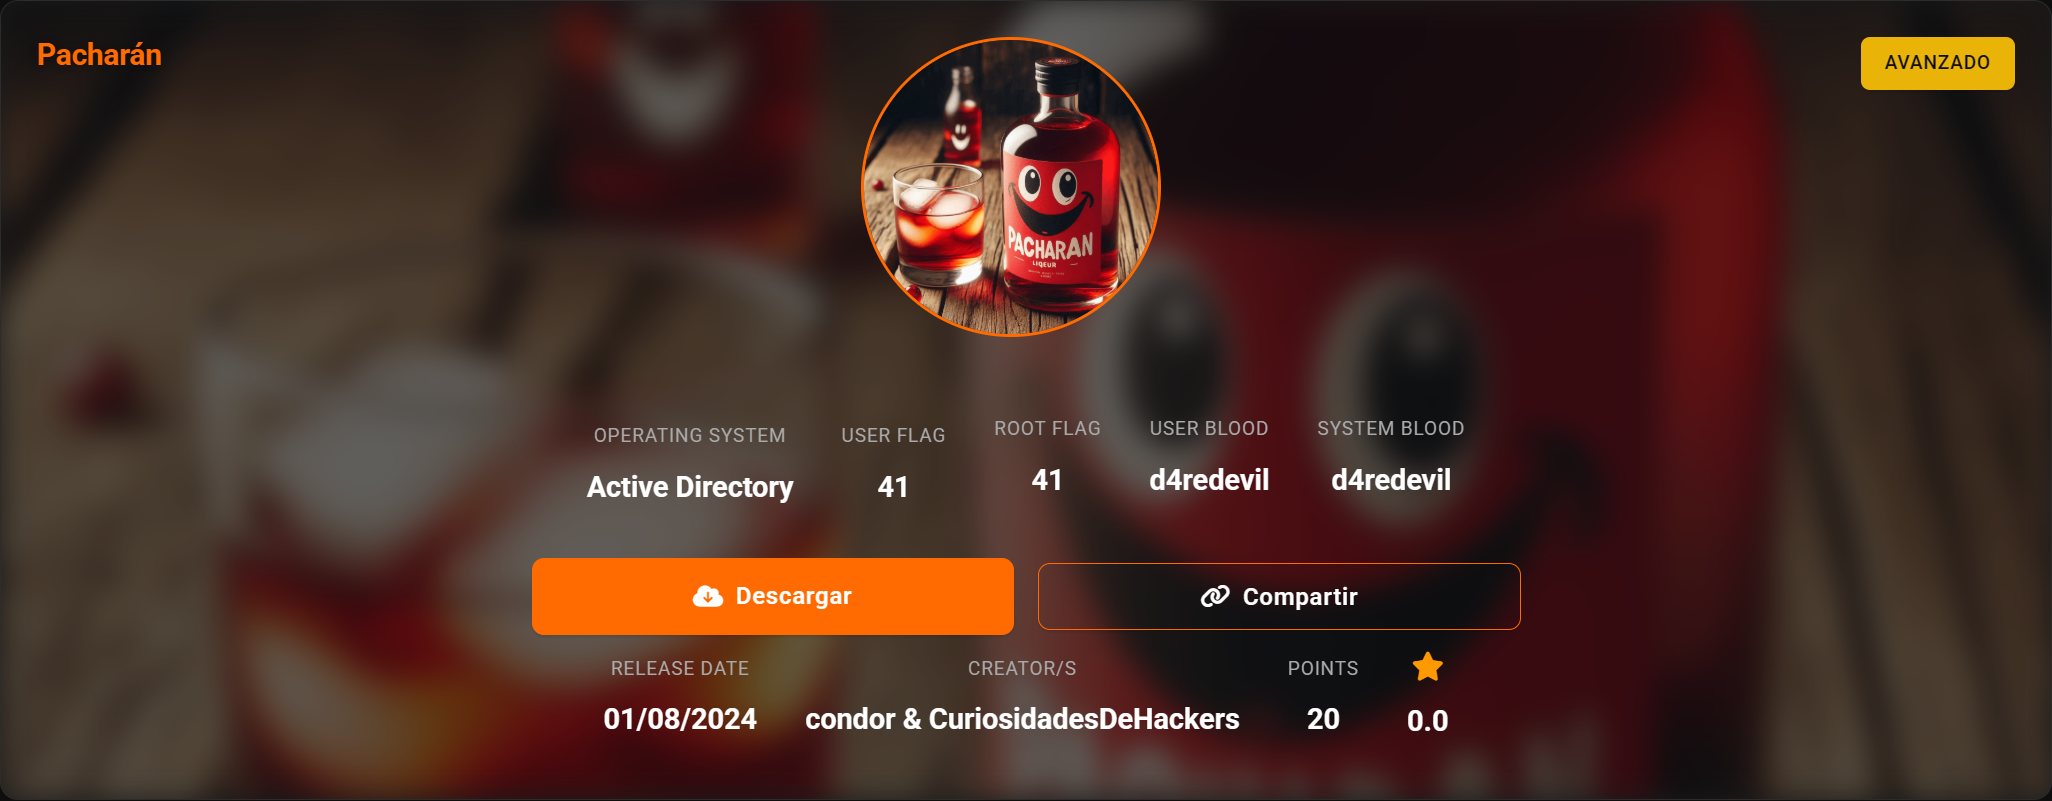 Pacharán
AVANZADO
PACHARAN
LIQEUR
OPERATING SYSTEM
Active Directory
USER FLAG
41
ROOT FLAG
41
USER BLOOD
d4redevil
SYSTEM BLOOD
d4redevil
Descargar
Compartir
RELEASE DATE
01/08/2024
CREATOR/S
condor & CuriosidadesDeHackers
POINTS
20
0.0